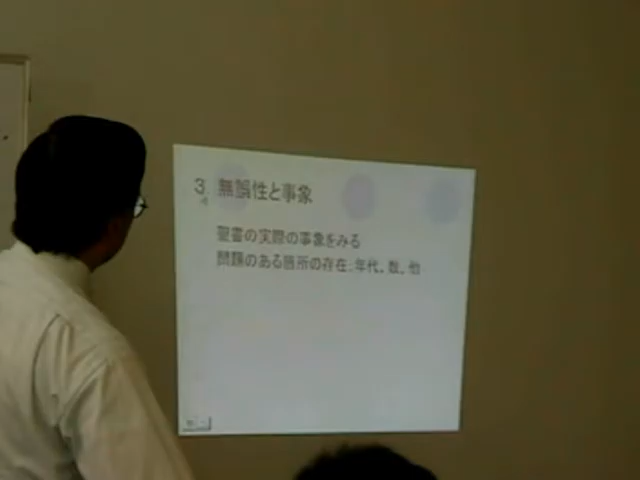 3 無誤性と事象
聖書の実際の事象をみる
問題のある箇所の存在:年代、数、他